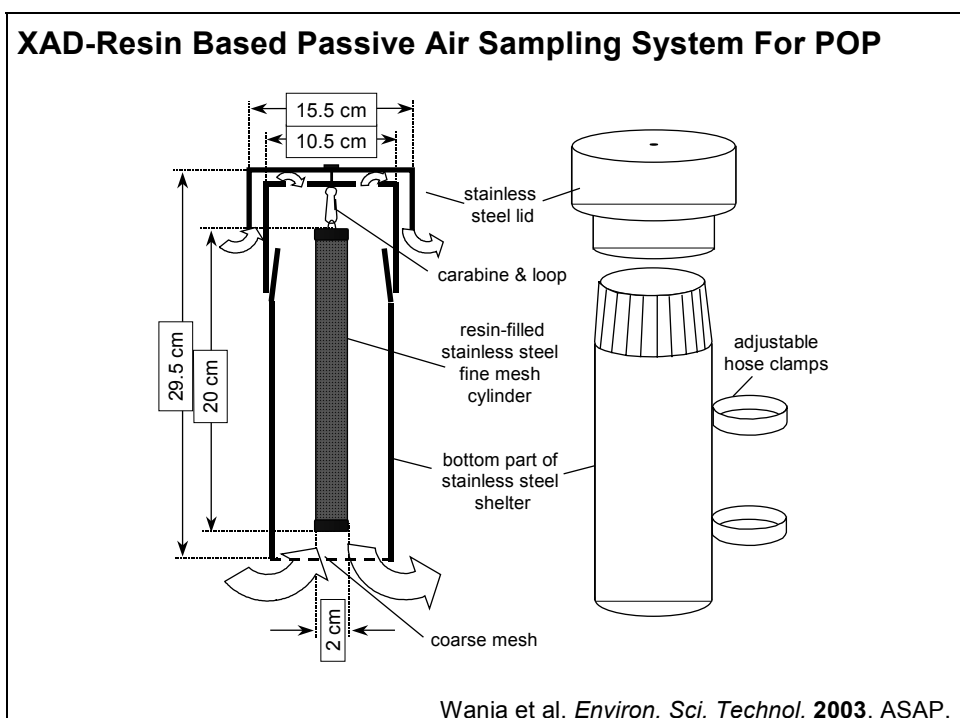 XAD-Resin Based Passive Air Sampling System For POP
15.5 cm
10.5 cm
stainless
steel lid
carabine & loop
29.5 cm
20 cm
resin-filled
stainless steel
fine mesh
cylinder
adjustable
hose clamps
bottom part of
stainless steel
shelter
2 cm
coarse mesh
Wania et al. Environ. Sci. Technol. 2003. ASAP.